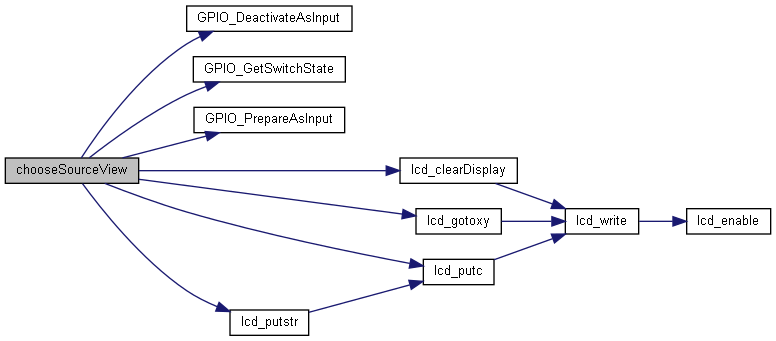 GPIO_DeactivateAsInput
GPIO_GetSwitchState
GPIO_PrepareAsInput
chooseSourceView
lcd_clearDisplay
lcd_gotoxy
lcd_write
lcd_enable
lcd_putc
lcd_putstr